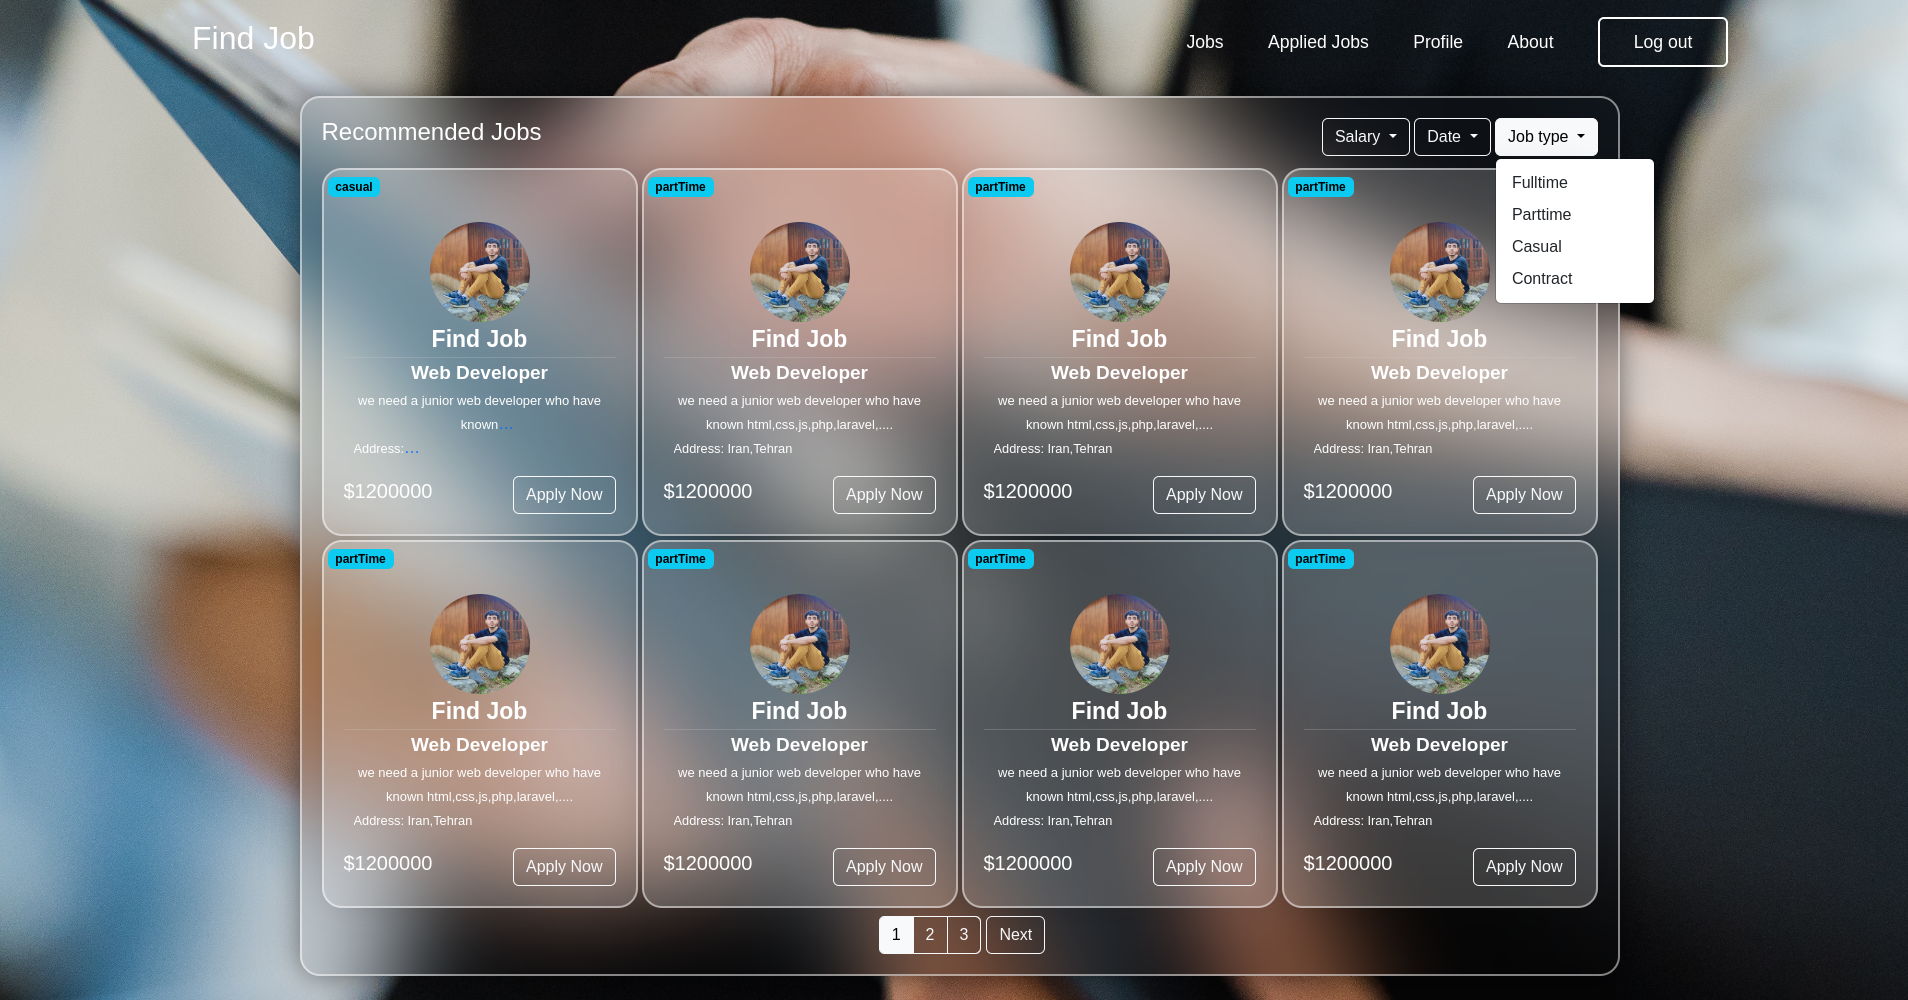 Find Job
Jobs Applied Jobs Profile About Log out
Recommended Jobs
Salary Date Job type
Fulltime
Parttime
Casual
Contract
casual
Find Job
Web Developer
we need a junior web developer who have
known...
Address:...
$1200000 Apply Now
partTime
Find Job
Web Developer
we need a junior web developer who have
known html,css,js,php,laravel,....
Address: Iran,Tehran
$1200000 Apply Now
partTime
Find Job
Web Developer
we need a junior web developer who have
known html,css,js,php,laravel,....
Address: Iran,Tehran
$1200000 Apply Now
partTime
Find Job
Web Developer
we need a junior web developer who have
known html,css,js,php,laravel,....
Address: Iran,Tehran
$1200000 Apply Now
partTime
Find Job
Web Developer
we need a junior web developer who have
known html,css,js,php,laravel,....
Address: Iran,Tehran
$1200000 Apply Now
partTime
Find Job
Web Developer
we need a junior web developer who have
known html,css,js,php,laravel,....
Address: Iran,Tehran
$1200000 Apply Now
partTime
Find Job
Web Developer
we need a junior web developer who have
known html,css,js,php,laravel,....
Address: Iran,Tehran
$1200000 Apply Now
partTime
Find Job
Web Developer
we need a junior web developer who have
known html,css,js,php,laravel,....
Address: Iran,Tehran
$1200000 Apply Now
1 2 3 Next